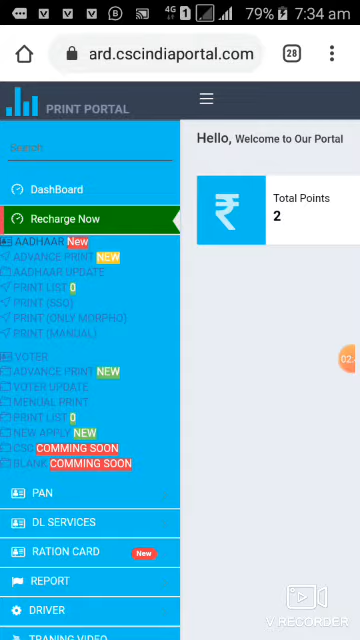 4G
1
79%
7:34 am
ard.cscindiaportal.com
28
PRINT PORTAL
Hello, Welcome to Our Portal
Search
Total Points
2
DashBoard
Recharge Now
AADHAAR New
ADVANCE PRINT NEW
AADHAAR UPDATE
PRINT LIST 0
PRINT (SSO)
PRINT (ONLY MORPHO)
PRINT (MANUAL)
VOTER
ADVANCE PRINT NEW
VOTER UPDATE
MENUAL PRINT
PRINT LIST 0
NEW APPLY NEW
CSC COMMING SOON
BLANK COMMING SOON
PAN
DL SERVICES
RATION CARD New
REPORT
DRIVER
TRANING VIDEO
V RECORDER